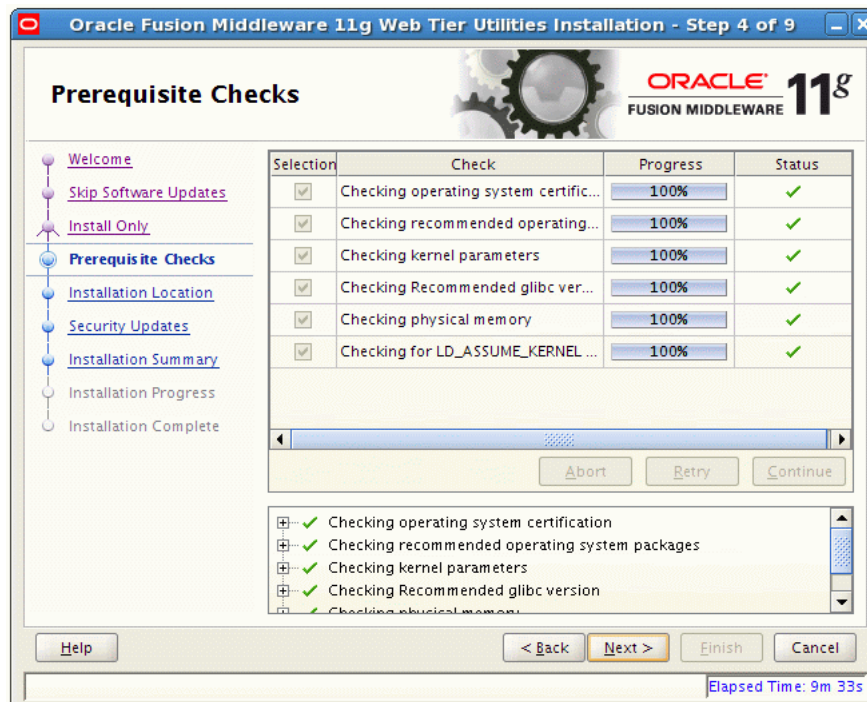 Oracle Fusion Middleware 11g Web Tier Utilities Installation - Step 4 of 9
Prerequisite Checks
ORACLE
FUSION MIDDLEWARE 11g
Welcome
Skip Software Updates
Install Only
Prerequisite Checks
Installation Location
Security Updates
Installation Summary
Installation Progress
Installation Complete
Selection Check Progress Status
Checking operating system certific... 100%
Checking recommended operating... 100%
Checking kernel parameters 100%
Checking Recommended glibc ver... 100%
Checking physical memory 100%
Checking for LD_ASSUME_KERNEL ... 100%
Abort Retry Continue
Checking operating system certification
Checking recommended operating system packages
Checking kernel parameters
Checking Recommended glibc version
Checking physical memory
Help < Back Next > Finish Cancel
Elapsed Time: 9m 33s